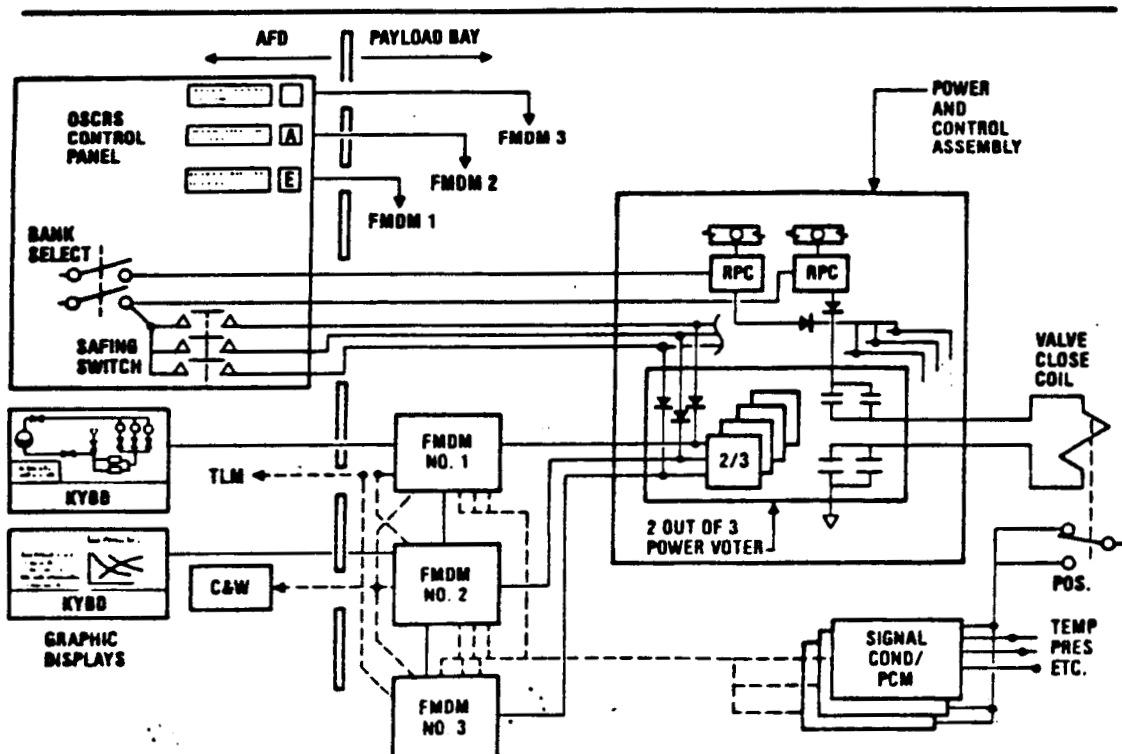 AFD
PAYLOAD BAY
OSCRS
CONTROL
PANEL
A
E
FMDM 3
FMDM 2
FMDM 1
POWER
AND
CONTROL
ASSEMBLY
BANK
SELECT
RPC
RPC
SAFING
SWITCH
VALVE
CLOSE
COIL
FMDM
NO. 1
2/3
TLM
KYBD
2 OUT OF 3
POWER VOTER
FMDM
NO. 2
C&W
KYBD
POS.
GRAPHIC
DISPLAYS
SIGNAL
COND/
PCM
TEMP
PRES
ETC.
FMDM
NO. 3